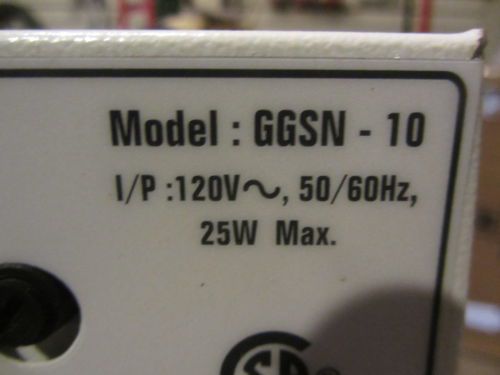 Model : GGSN - 10
I/P :120V∼, 50/60Hz,
25W Max.